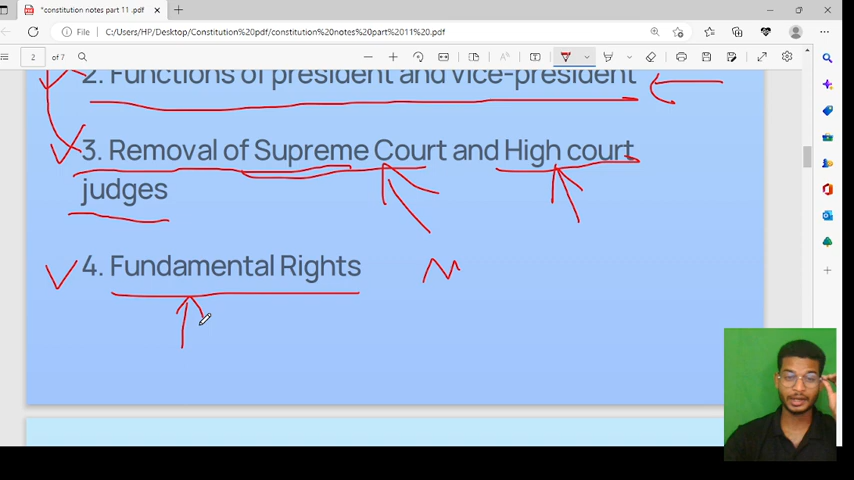 *constitution notes part 11 .pdf
File
C:/Users/HP/Desktop/Constitution%20pdf/constitution%20notes%20part%2011%20.pdf
2 of 7
2. Functions of president and vice-president
3. Removal of Supreme Court and High court
judges
4. Fundamental Rights